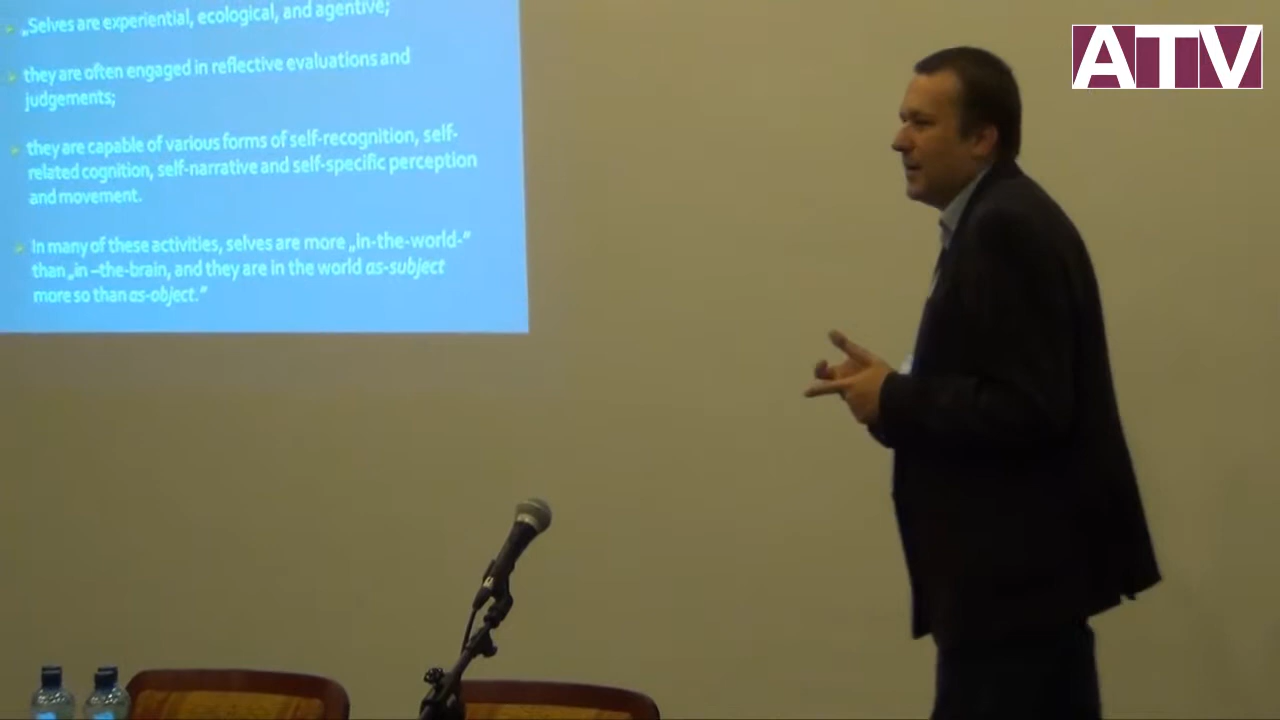 „Selves are experiential, ecological, and agentive;
they are often engaged in reflective evaluations and
judgements;
they are capable of various forms of self-recognition, self-
related cognition, self-narrative and self-specific perception
and movement.
In many of these activities, selves are more „in-the-world-”
than „in –the-brain, and they are in the world as-subject
more so than as-object.”
ATV